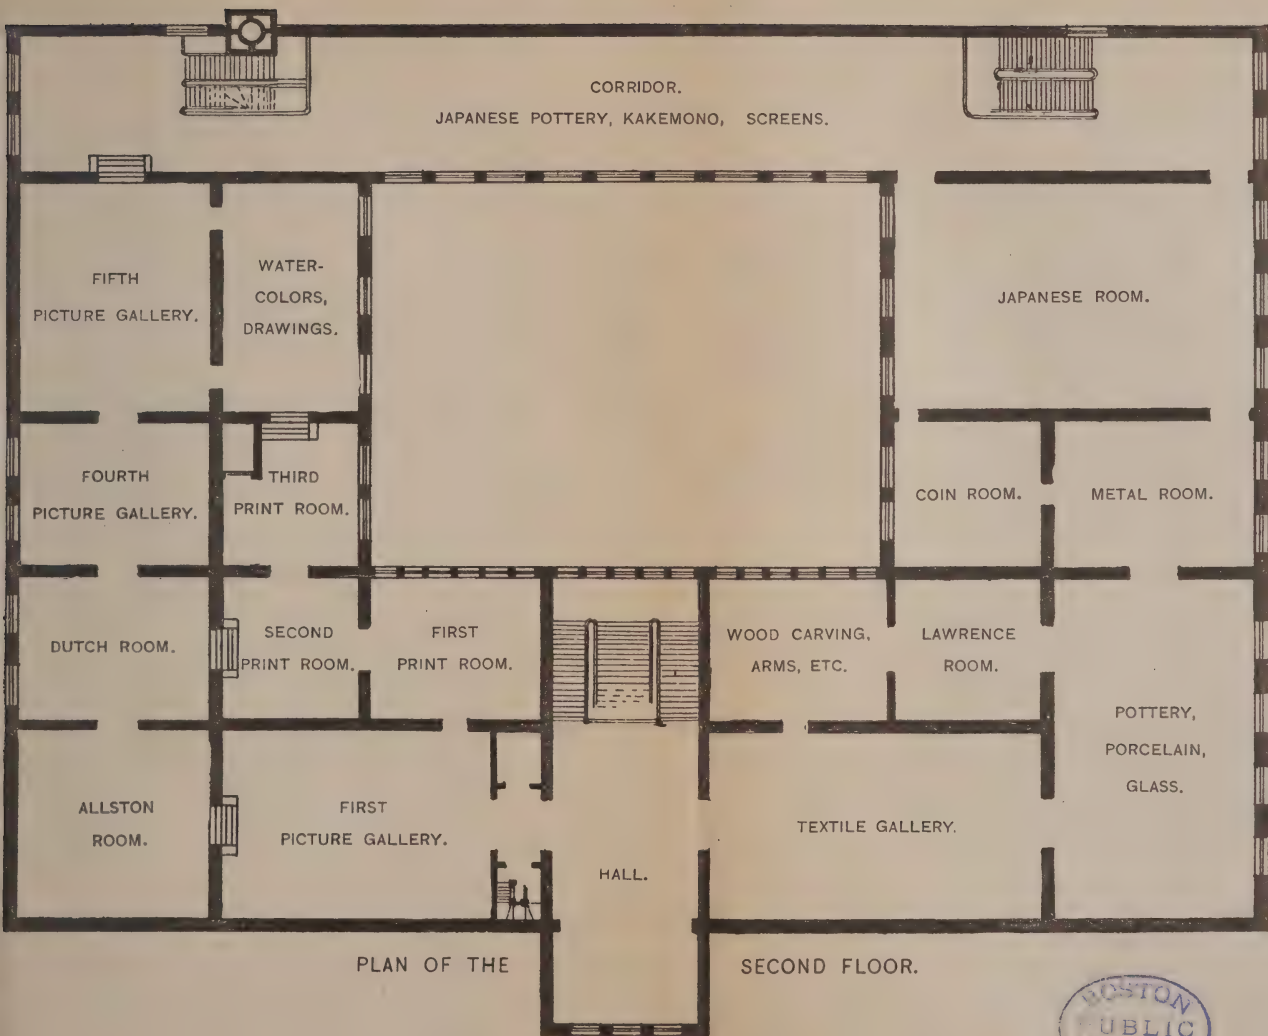 CORRIDOR.
JAPANESE POTTERY, KAKEMONO, SCREENS.
FIFTH
PICTURE GALLERY.
WATER-
COLORS,
DRAWINGS.
JAPANESE ROOM.
FOURTH
PICTURE GALLERY.
THIRD
PRINT ROOM.
COIN ROOM.
METAL ROOM.
DUTCH ROOM.
SECOND
PRINT ROOM.
FIRST
PRINT ROOM.
WOOD CARVING,
ARMS, ETC.
LAWRENCE
ROOM.
POTTERY,
PORCELAIN,
GLASS.
ALLSTON
ROOM.
FIRST
PICTURE GALLERY.
HALL.
TEXTILE GALLERY.
PLAN OF THE SECOND FLOOR.
BOSTON
PUBLIC